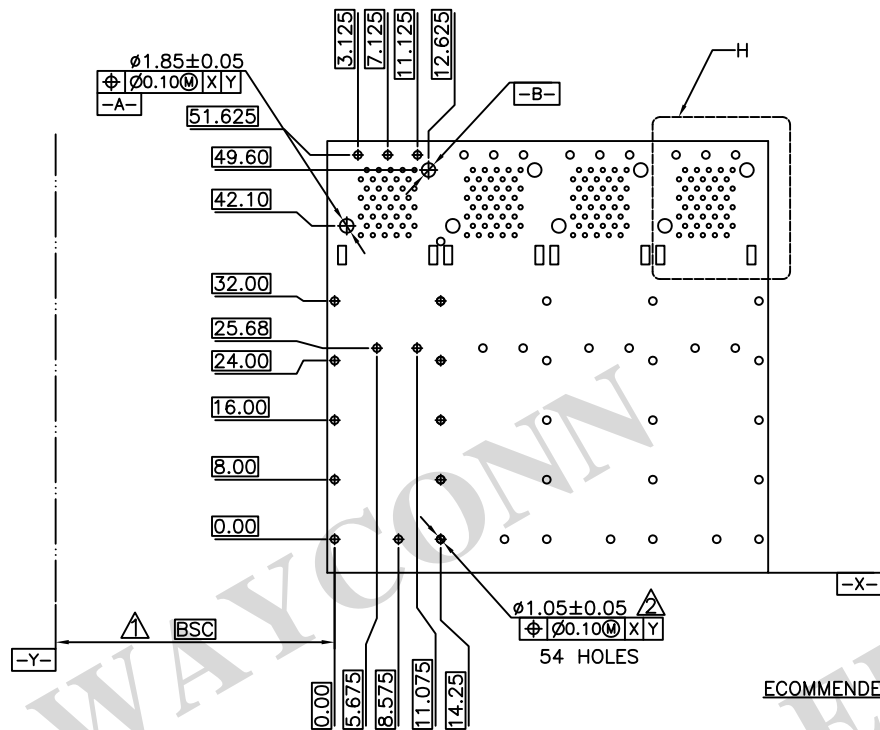 3.125
7.125
11.125
12.625
H
ø1.85±0.05
⌖ Ø0.10Ⓜ X Y
-A-
-B-
51.625
49.60
42.10
32.00
25.68
24.00
16.00
8.00
0.00
-X-
ø1.05±0.05 2
⌖ Ø0.10Ⓜ X Y
54 HOLES
1 BSC
-Y-
0.00
5.675
8.575
11.075
14.25
ECOMMENDE
WAYCONN